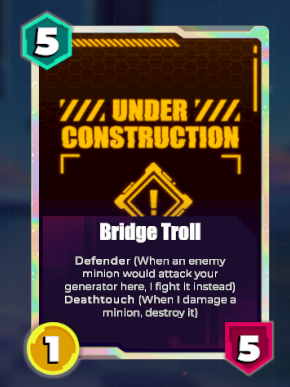 5
/// UNDER ///
CONSTRUCTION
!
Bridge Troll
Defender (When an enemy
minion would attack your
generator here, I fight it instead)
Deathtouch (When I damage a
minion, destroy it)
1
5